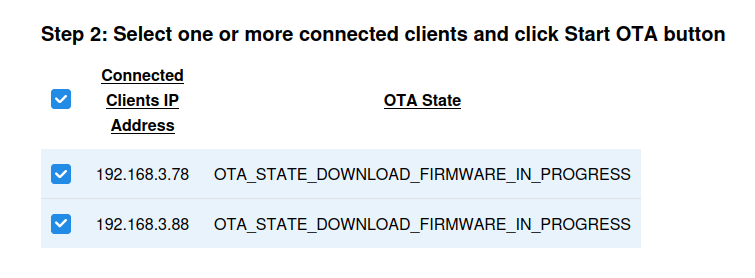 Step 2: Select one or more connected clients and click Start OTA button
Connected
Clients IP
Address
OTA State
192.168.3.78 OTA_STATE_DOWNLOAD_FIRMWARE_IN_PROGRESS
192.168.3.88 OTA_STATE_DOWNLOAD_FIRMWARE_IN_PROGRESS